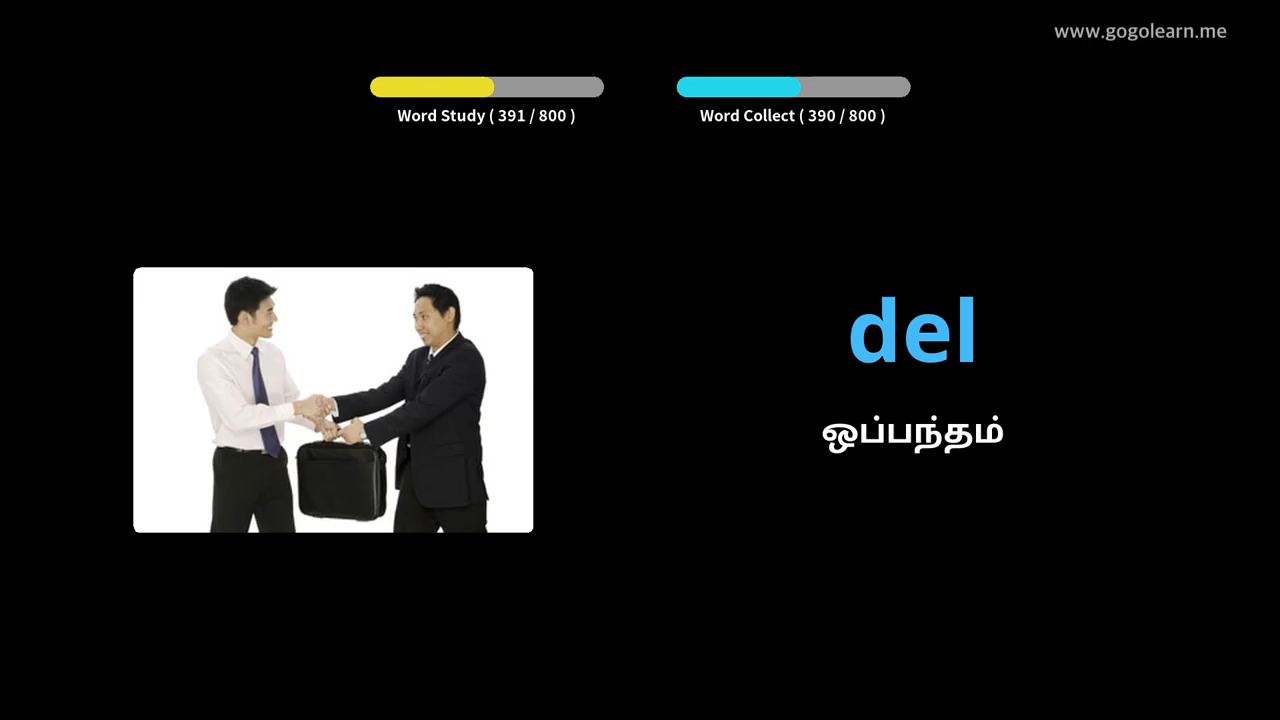 www.gogolearn.me
Word Study ( 391 / 800 )
Word Collect ( 390 / 800 )
del
ஒப்பந்தம்